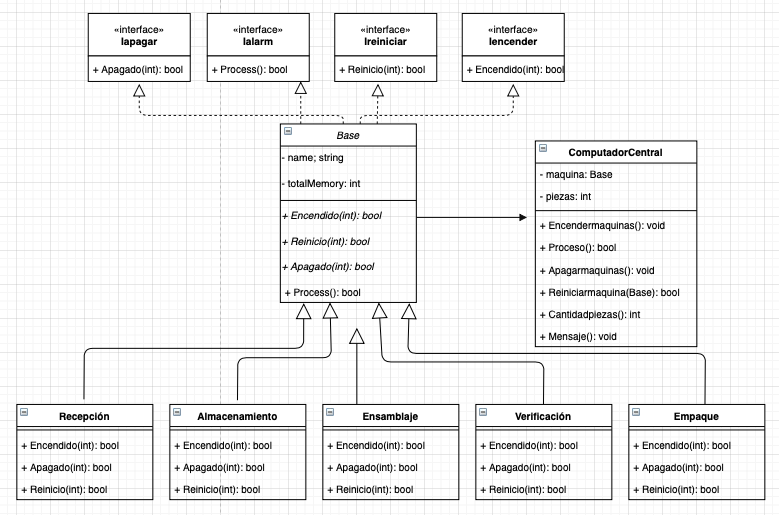 «interface»
Iapagar
+ Apagado(int): bool
«interface»
Ialarm
+ Process(): bool
«interface»
Ireiniciar
+ Reinicio(int): bool
«interface»
Iencender
+ Encendido(int): bool
Base
- name; string
- totalMemory: int
+ Encendido(int): bool
+ Reinicio(int): bool
+ Apagado(int): bool
+ Process(): bool
ComputadorCentral
- maquina: Base
- piezas: int
+ Encendermaquinas(): void
+ Proceso(): bool
+ Apagarmaquinas(): void
+ Reiniciarmaquina(Base): bool
+ Cantidadpiezas(): int
+ Mensaje(): void
Recepción
+ Encendido(int): bool
+ Apagado(int): bool
+ Reinicio(int): bool
Almacenamiento
+ Encendido(int): bool
+ Apagado(int): bool
+ Reinicio(int): bool
Ensamblaje
+ Encendido(int): bool
+ Apagado(int): bool
+ Reinicio(int): bool
Verificación
+ Encendido(int): bool
+ Apagado(int): bool
+ Reinicio(int): bool
Empaque
+ Encendido(int): bool
+ Apagado(int): bool
+ Reinicio(int): bool